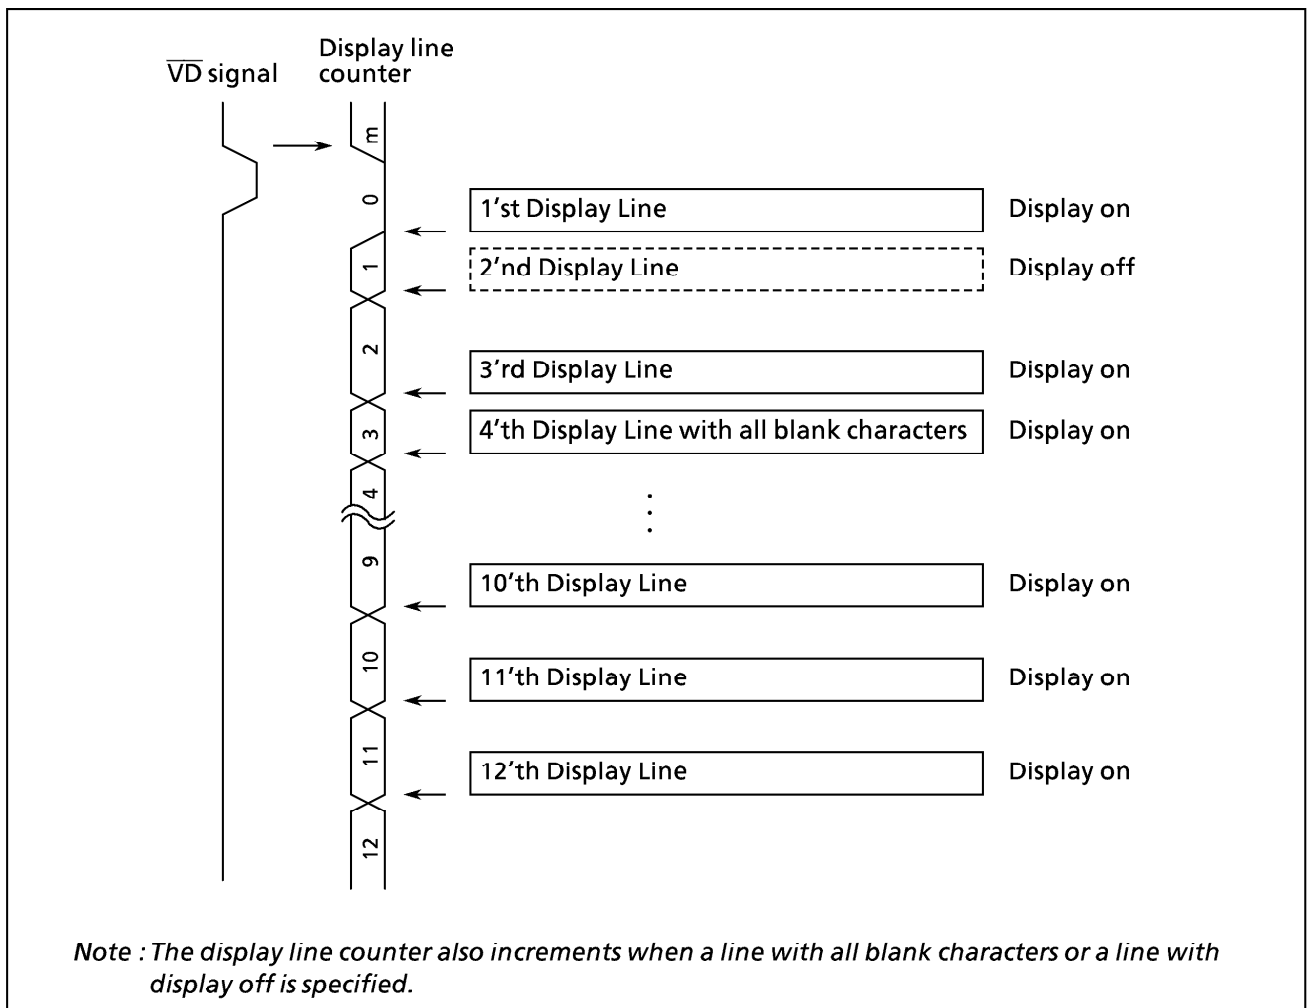 Display line
V̅D̅ signal counter
m
0
1'st Display Line Display on
1
2'nd Display Line Display off
2
3'rd Display Line Display on
3
4'th Display Line with all blank characters Display on
4
9
10'th Display Line Display on
10
11'th Display Line Display on
11
12'th Display Line Display on
12
Note : The display line counter also increments when a line with all blank characters or a line with
display off is specified.